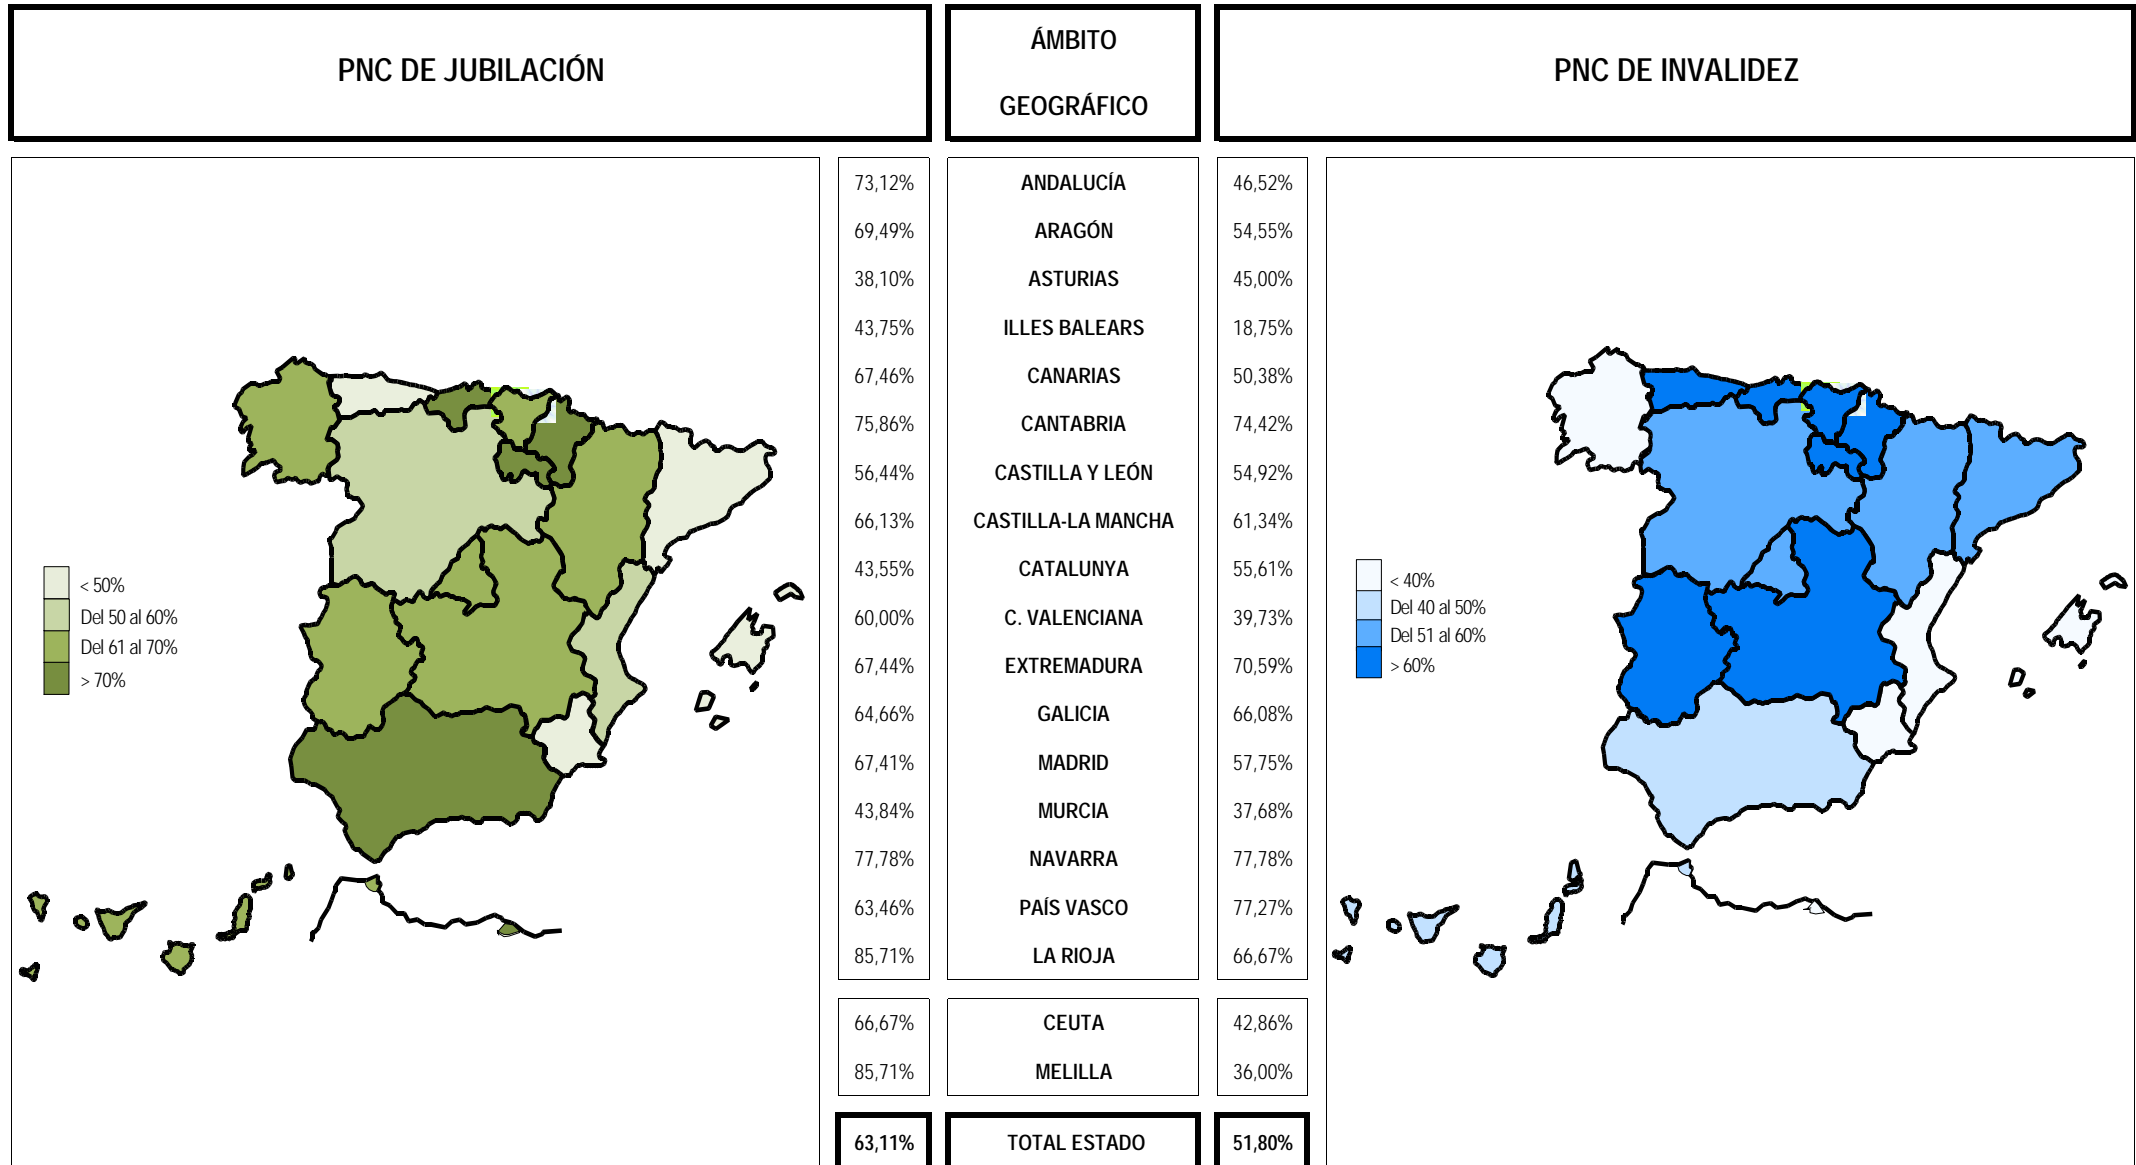 PNC DE JUBILACIÓN
ÁMBITO
GEOGRÁFICO
PNC DE INVALIDEZ
73,12% ANDALUCÍA 46,52%
69,49% ARAGÓN 54,55%
38,10% ASTURIAS 45,00%
43,75% ILLES BALEARS 18,75%
67,46% CANARIAS 50,38%
75,86% CANTABRIA 74,42%
56,44% CASTILLA Y LEÓN 54,92%
66,13% CASTILLA-LA MANCHA 61,34%
43,55% CATALUNYA 55,61%
60,00% C. VALENCIANA 39,73%
67,44% EXTREMADURA 70,59%
64,66% GALICIA 66,08%
67,41% MADRID 57,75%
43,84% MURCIA 37,68%
77,78% NAVARRA 77,78%
63,46% PAÍS VASCO 77,27%
85,71% LA RIOJA 66,67%
66,67% CEUTA 42,86%
85,71% MELILLA 36,00%
63,11% TOTAL ESTADO 51,80%
< 50%
Del 50 al 60%
Del 61 al 70%
> 70%
< 40%
Del 40 al 50%
Del 51 al 60%
> 60%